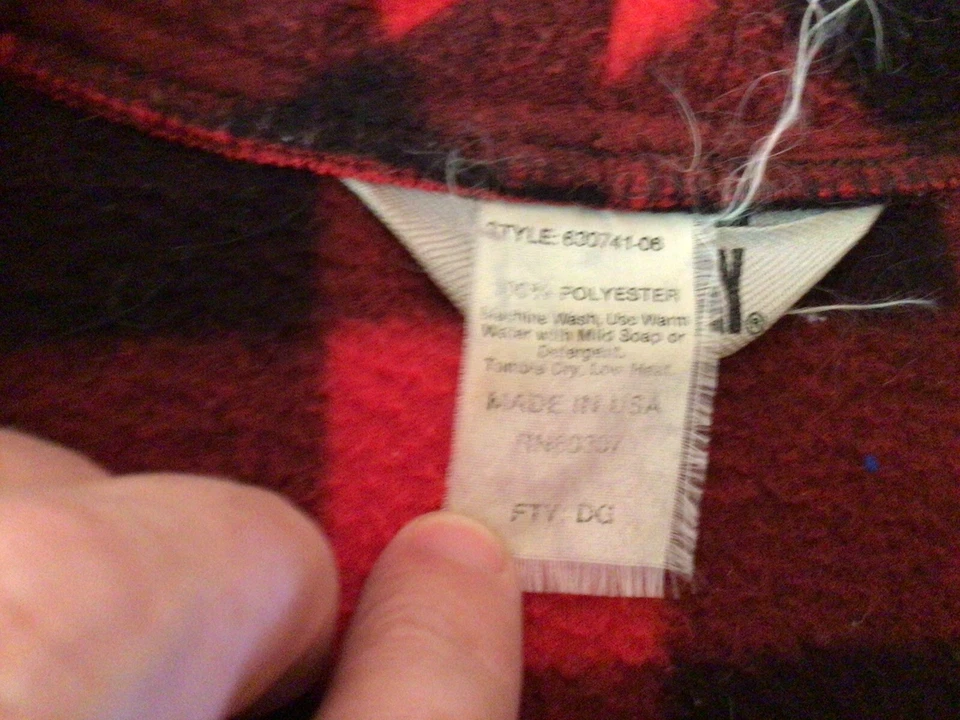 STYLE: 630741-06
100% POLYESTER
Machine Wash, Use Warm
Water with Mild Soap or
Detergent.
Tumble Dry, Low Heat.
MADE IN USA
FTY: DG
Y®